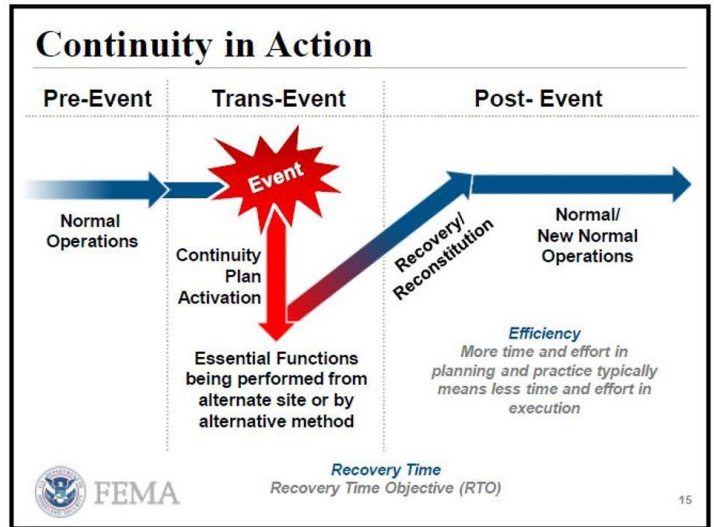 Continuity in Action
Pre-Event
Trans-Event
Post- Event
Event
Normal
Operations
Continuity
Plan
Activation
Recovery/
Reconstitution
Normal/
New Normal
Operations
Essential Functions
being performed from
alternate site or by
alternative method
Efficiency
More time and effort in
planning and practice typically
means less time and effort in
execution
Recovery Time
Recovery Time Objective (RTO)
FEMA
15